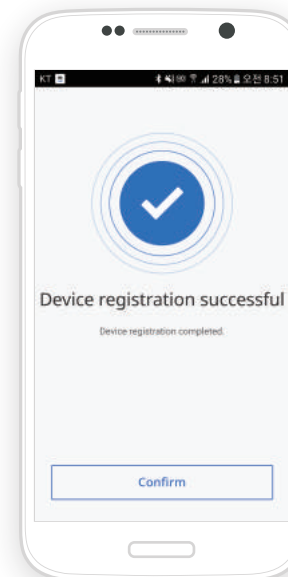 KT 28% 오전 8:51
Device registration successful
Device registration completed.
Confirm